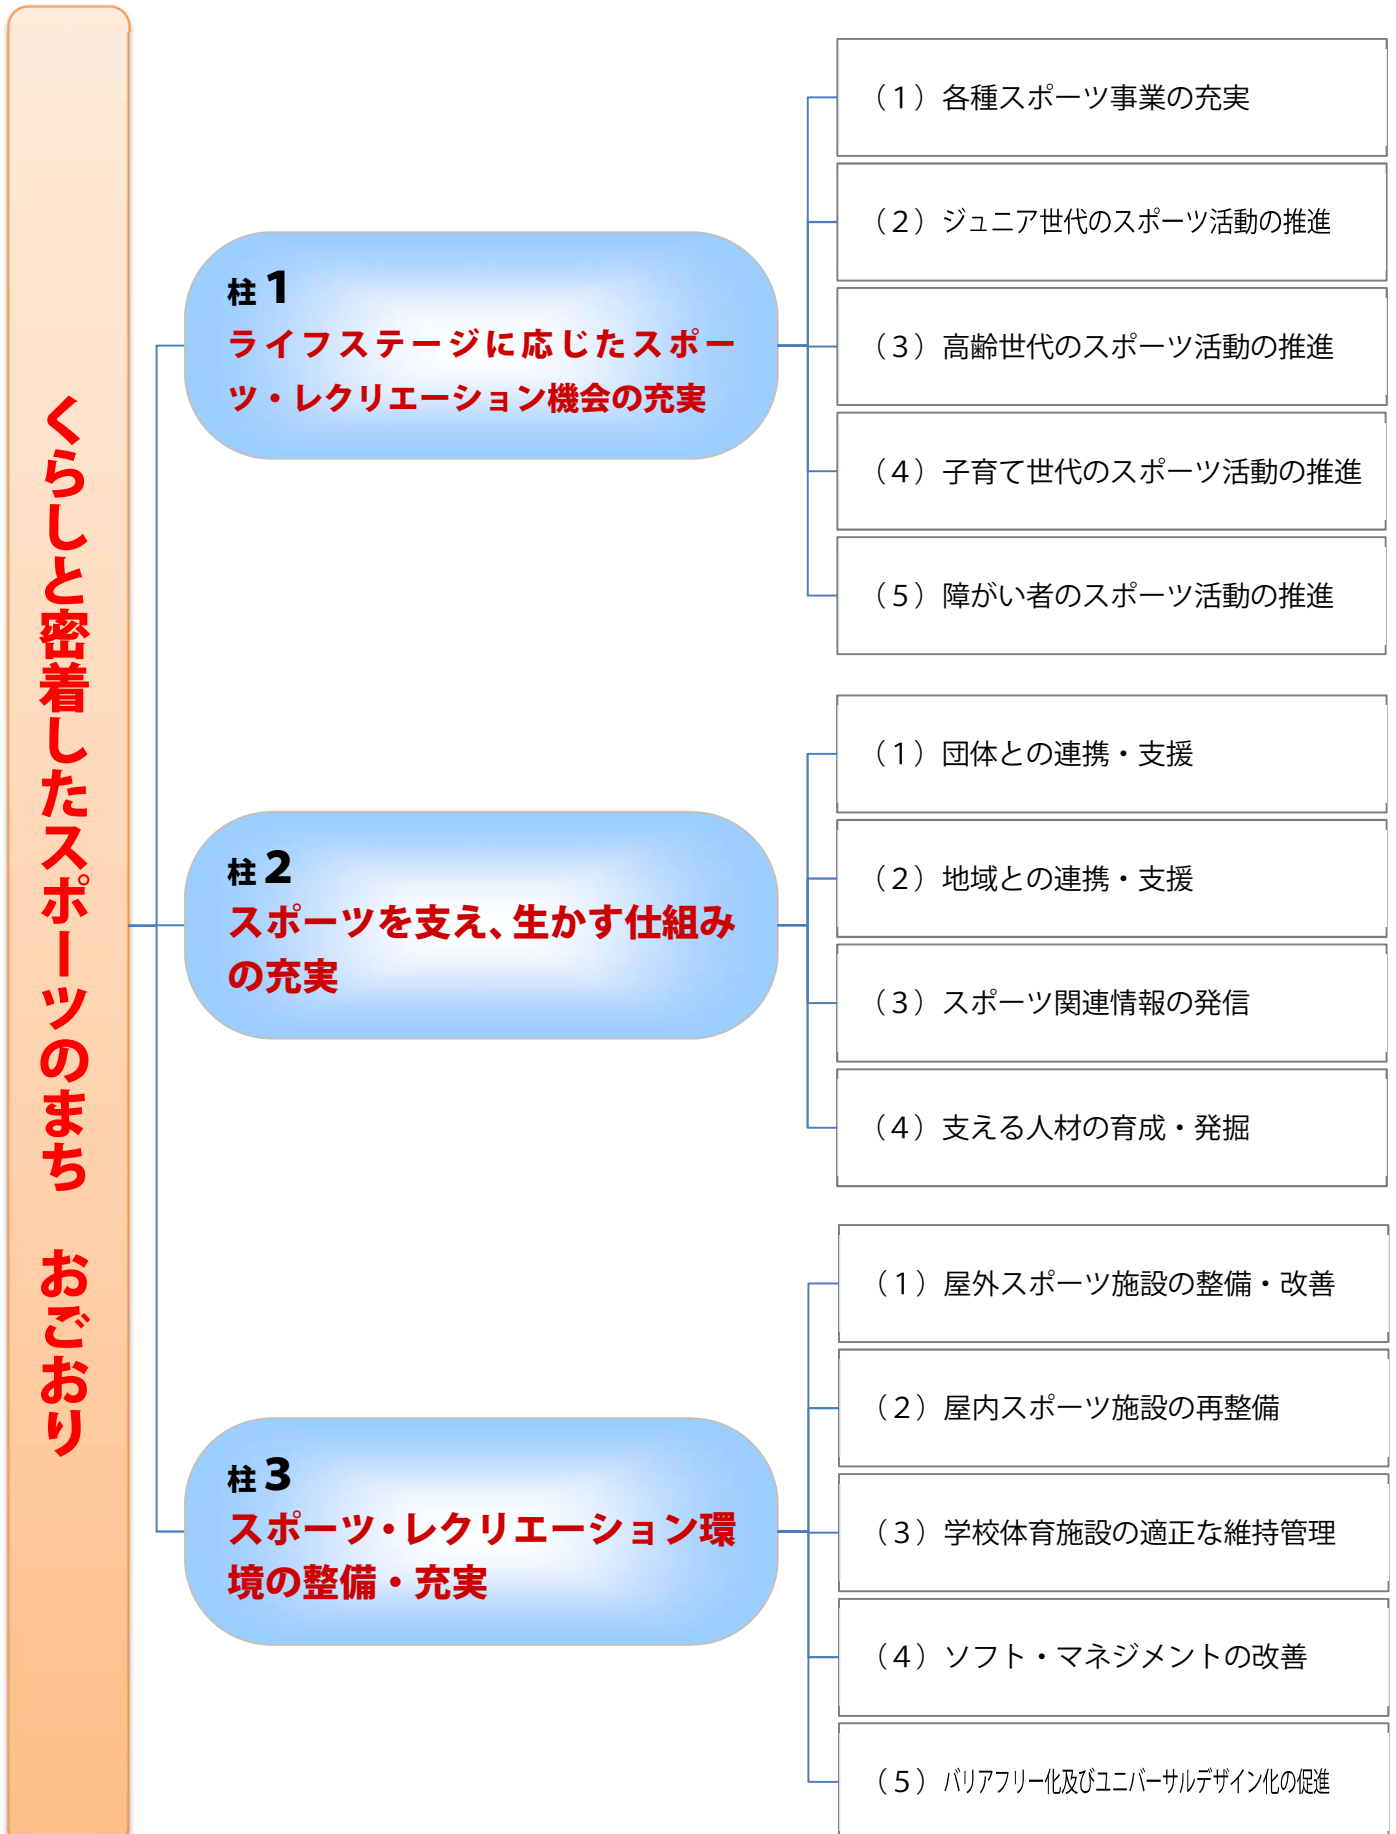 くらしと密着したスポーツのまち　おごおり
柱1
ライフステージに応じたスポー
ツ・レクリエーション機会の充実
（1）各種スポーツ事業の充実
（2）ジュニア世代のスポーツ活動の推進
（3）高齢世代のスポーツ活動の推進
（4）子育て世代のスポーツ活動の推進
（5）障がい者のスポーツ活動の推進
柱2
スポーツを支え、生かす仕組み
の充実
（1）団体との連携・支援
（2）地域との連携・支援
（3）スポーツ関連情報の発信
（4）支える人材の育成・発掘
柱3
スポーツ・レクリエーション環
境の整備・充実
（1）屋外スポーツ施設の整備・改善
（2）屋内スポーツ施設の再整備
（3）学校体育施設の適正な維持管理
（4）ソフト・マネジメントの改善
（5）バリアフリー化及びユニバーサルデザイン化の促進